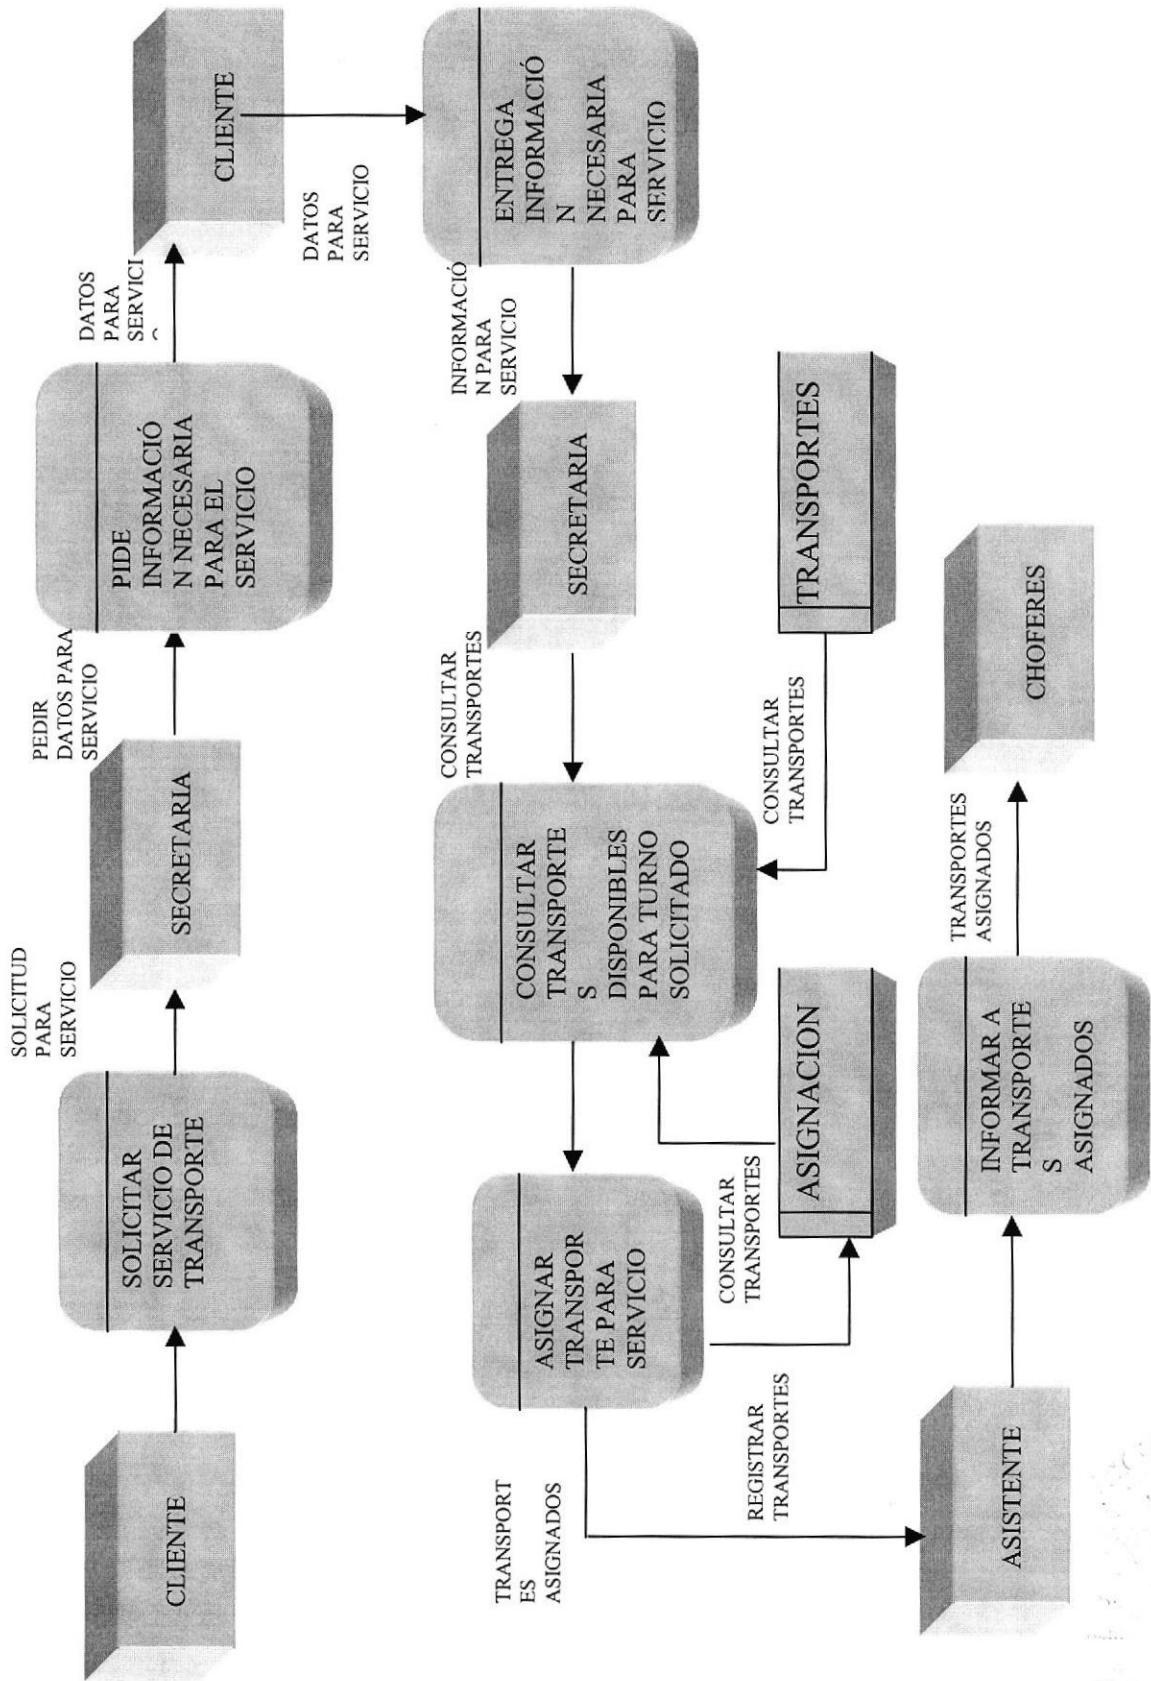 CLIENTE
SOLICITAR
SERVICIO DE
TRANSPORTE
SOLICITUD
PARA
SERVICIO
SECRETARIA
PEDIR
DATOS PARA
SERVICIO
PIDE
INFORMACIÓ
N NECESARIA
PARA EL
SERVICIO
DATOS
PARA
SERVICI
CLIENTE
DATOS
PARA
SERVICIO
ENTREGA
INFORMACIÓ
N
NECESARIA
PARA
SERVICIO
INFORMACIÓ
N PARA
SERVICIO
SECRETARIA
CONSULTAR
TRANSPORTES
CONSULTAR
TRANSPORTE
S
DISPONIBLES
PARA TURNO
SOLICITADO
TRANSPORTES
CONSULTAR
TRANSPORTES
ASIGNAR
TRANSPOR
TE PARA
SERVICIO
CONSULTAR
TRANSPORTES
ASIGNACION
REGISTRAR
TRANSPORTES
TRANSPORT
ES
ASIGNADOS
ASISTENTE
INFORMAR A
TRANSPORTE
S
ASIGNADOS
TRANSPORTES
ASIGNADOS
CHOFERES